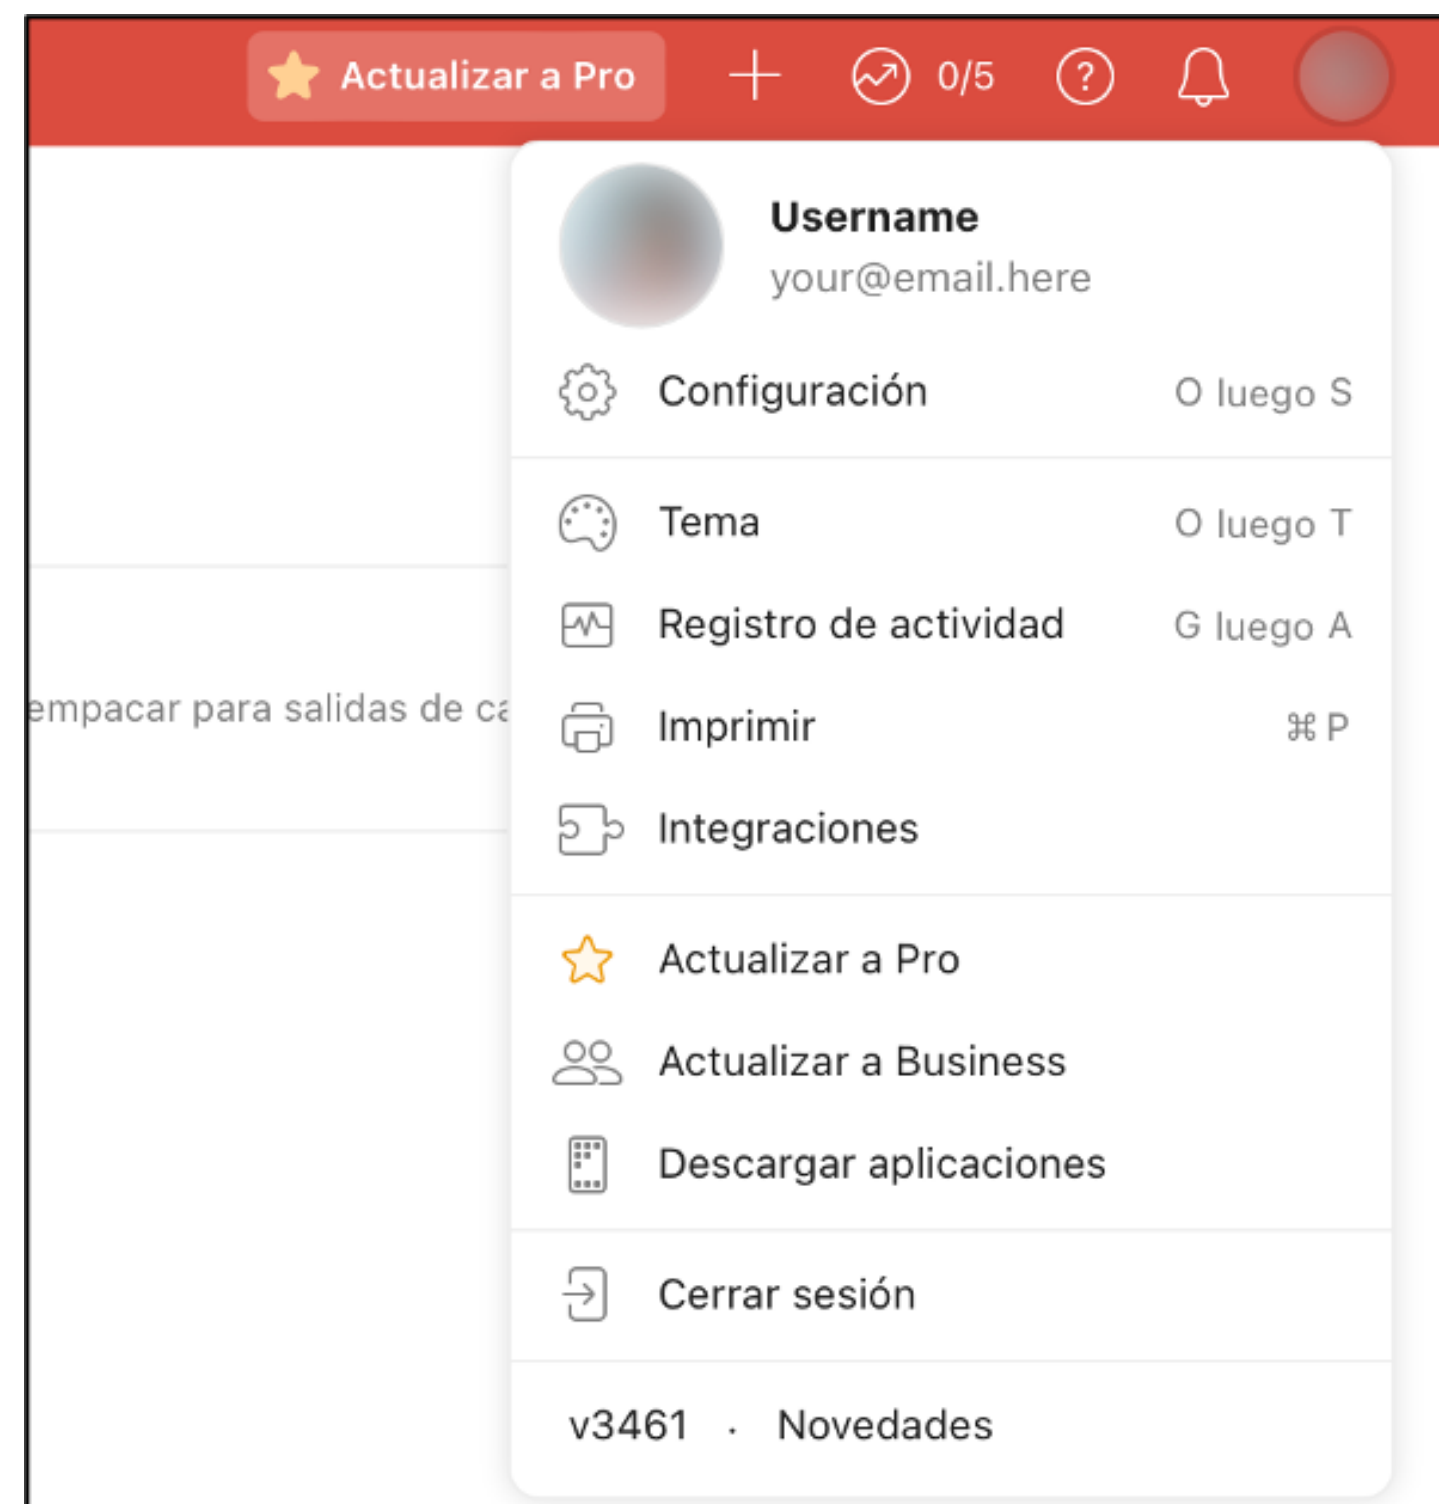 Actualizar a Pro 0/5
Username
your@email.here
Configuración O luego S
Tema O luego T
Registro de actividad G luego A
empacar para salidas de
Imprimir ⌘ P
Integraciones
Actualizar a Pro
Actualizar a Business
Descargar aplicaciones
Cerrar sesión
v3461 · Novedades